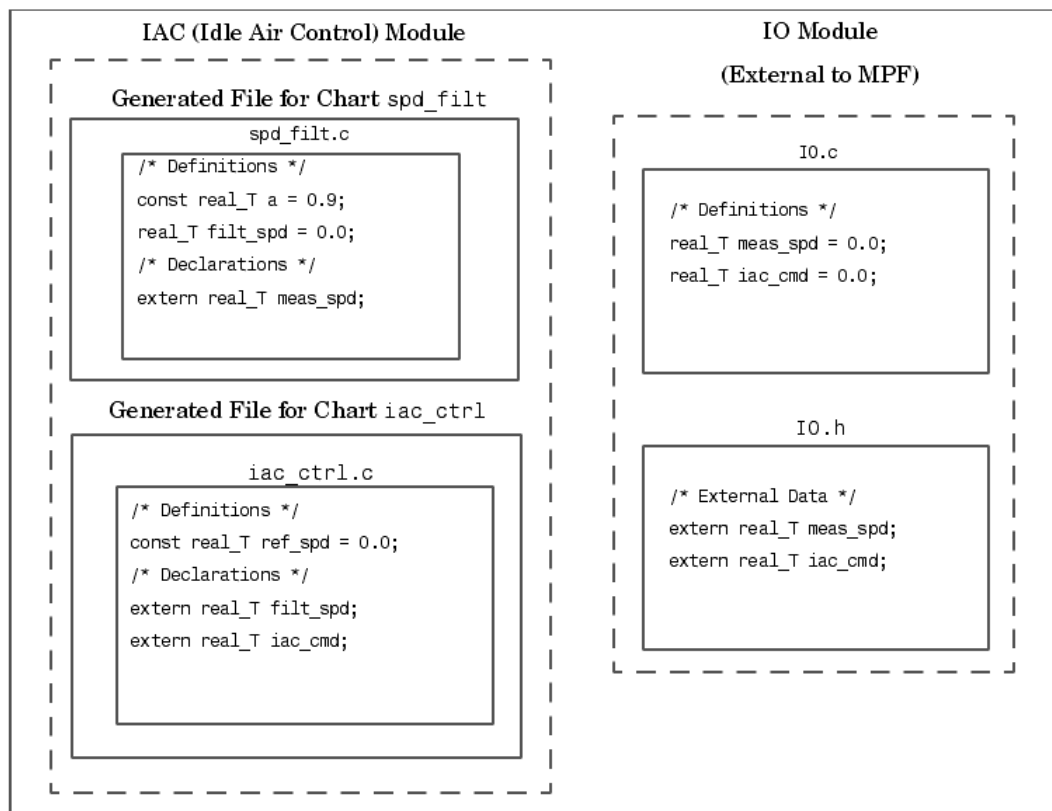 IAC (Idle Air Control) Module
Generated File for Chart spd_filt
spd_filt.c
/* Definitions */
const real_T a = 0.9;
real_T filt_spd = 0.0;
/* Declarations */
extern real_T meas_spd;
Generated File for Chart iac_ctrl
iac_ctrl.c
/* Definitions */
const real_T ref_spd = 0.0;
/* Declarations */
extern real_T filt_spd;
extern real_T iac_cmd;
IO Module
(External to MPF)
IO.c
/* Definitions */
real_T meas_spd = 0.0;
real_T iac_cmd = 0.0;
IO.h
/* External Data */
extern real_T meas_spd;
extern real_T iac_cmd;